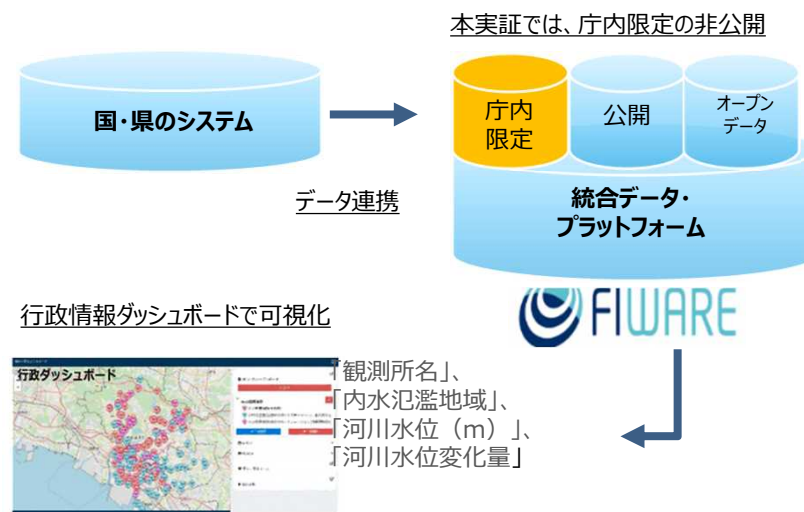 本実証では、庁内限定の非公開
国・県のシステム
庁内
限定
公開
オープン
データ
データ連携
統合データ・
プラットフォーム
FIWARE
行政情報ダッシュボードで可視化
行政ダッシュボード
「観測所名」、
「内水氾濫地域」、
「河川水位（m）」、
「河川水位変化量」